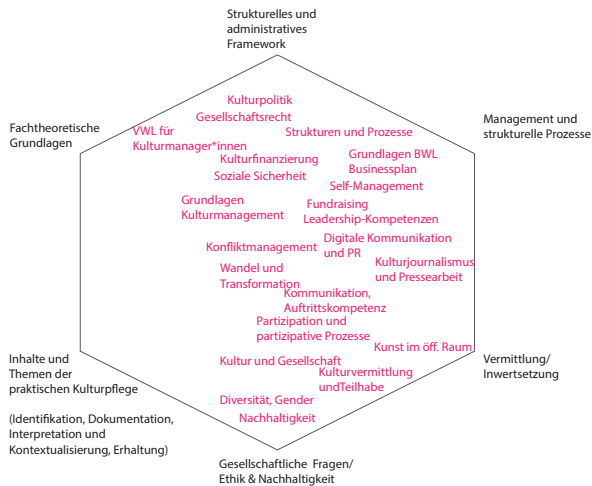 Strukturelles und
administratives
Framework
Fachtheoretische
Grundlagen
Management und
strukturelle Prozesse
Kulturpolitik
Gesellschaftsrecht
VWL für
Kulturmanager*innen
Strukturen und Prozesse
Kulturfinanzierung
Grundlagen BWL
Businessplan
Soziale Sicherheit
Self-Management
Grundlagen
Kulturmanagement
Fundraising
Leadership-Kompetenzen
Konfliktmanagement
Digitale Kommunikation
und PR
Kulturjournalismus
und Pressearbeit
Wandel und
Transformation
Kommunikation,
Auftrittskompetenz
Partizipation und
partizipative Prozesse
Kunst im öff. Raum
Kultur und Gesellschaft
Kulturvermittlung
undTeilhabe
Diversität, Gender
Nachhaltigkeit
Inhalte und
Themen der
praktischen Kulturpflege
(Identifikation, Dokumentation,
Interpretation und
Kontextualisierung, Erhaltung)
Vermittlung/
Inwertsetzung
Gesellschaftliche Fragen/
Ethik & Nachhaltigkeit